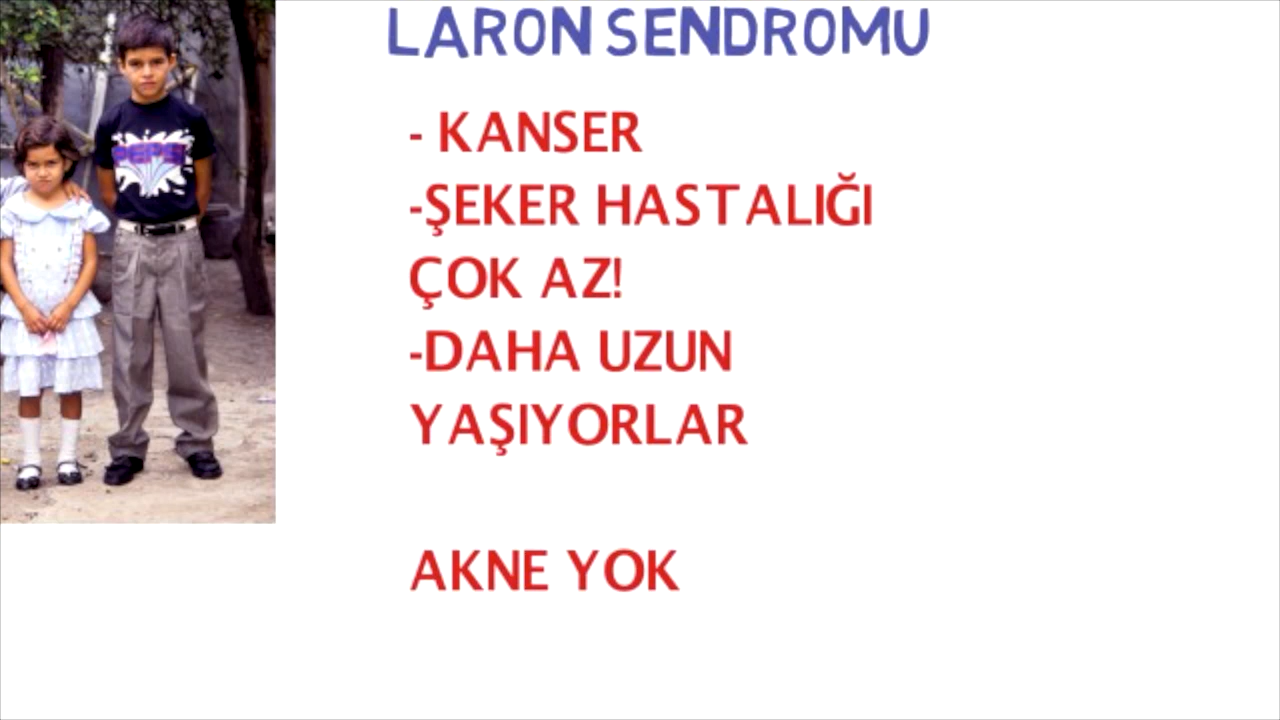 LARON SENDROMU
- KANSER
-ŞEKER HASTALIĞI
ÇOK AZ!
-DAHA UZUN
YAŞIYORLAR
AKNE YOK
PEPSI